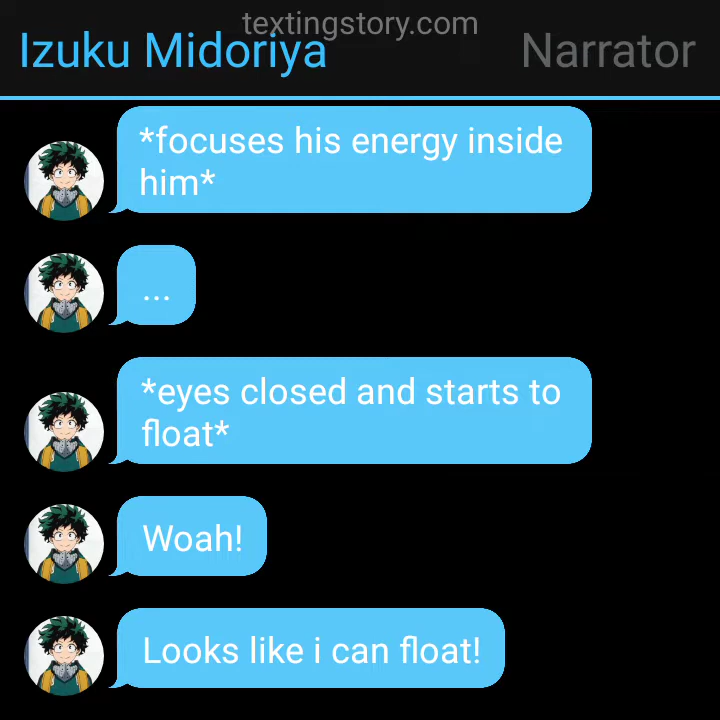 textingstory.com
Izuku Midoriya
Narrator
*focuses his energy inside
him*
...
*eyes closed and starts to
float*
Woah!
Looks like i can float!